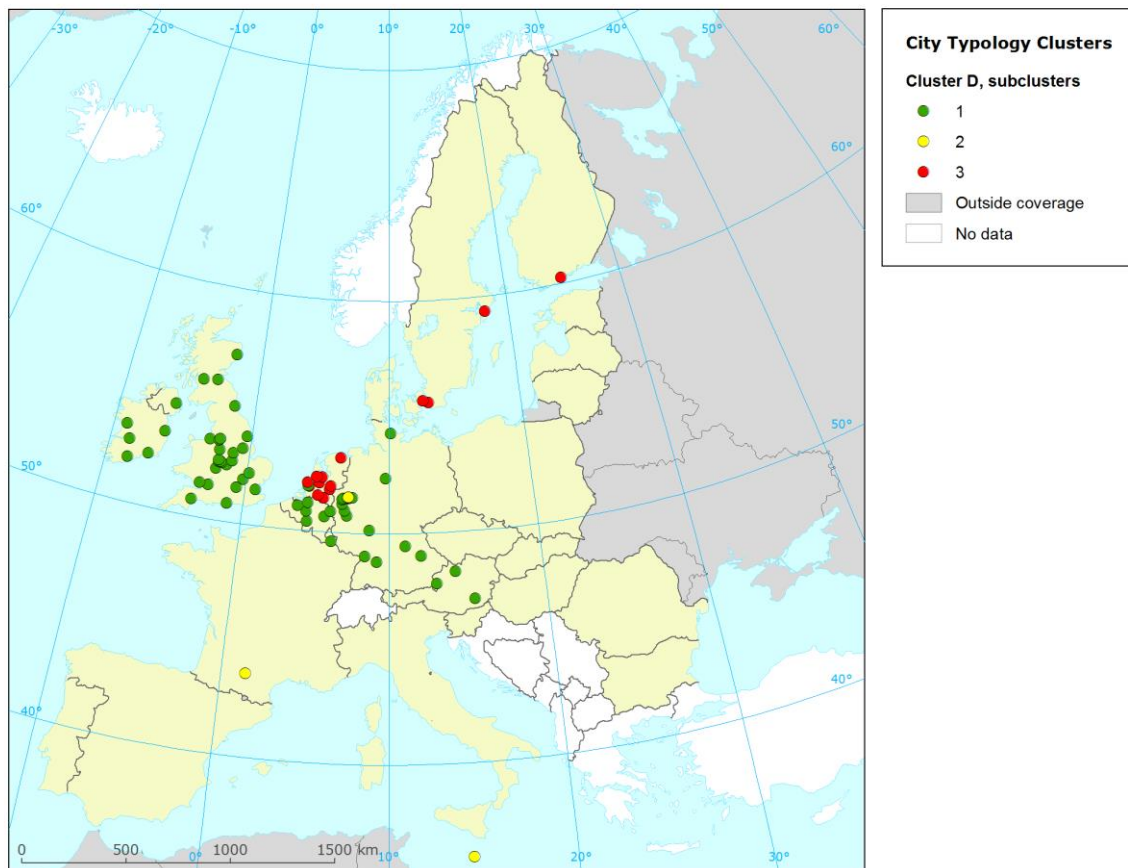 -30° -20° -10° 0° 10° 20° 30° 40° 50° 60°
60°
60°
50°
50°
40°
40°
0° 10° 20° 30°
0 500 1000 1500 km
City Typology Clusters
Cluster D, subclusters
1
2
3
Outside coverage
No data